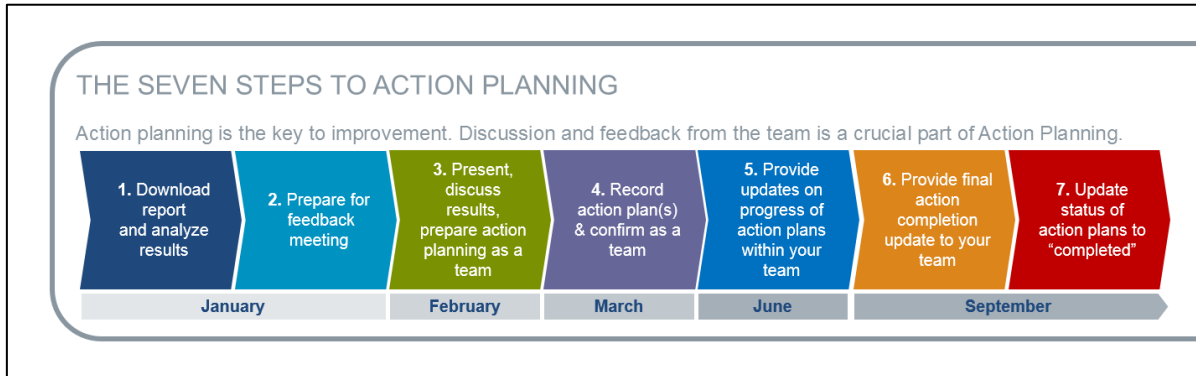 THE SEVEN STEPS TO ACTION PLANNING
Action planning is the key to improvement. Discussion and feedback from the team is a crucial part of Action Planning.
1. Download
report
and analyze
results
2. Prepare for
feedback
meeting
3. Present,
discuss
results,
prepare action
planning as a
team
4. Record
action plan(s)
& confirm as a
team
5. Provide
updates on
progress of
action plans
within your
team
6. Provide final
action
completion
update to your
team
7. Update
status of
action plans to
“completed”
January
February
March
June
September